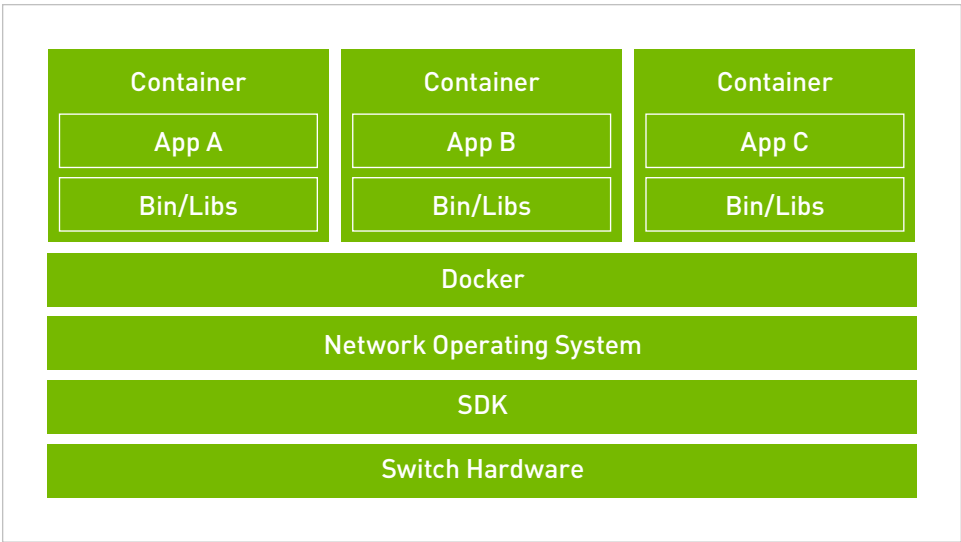 Container
App A
Bin/Libs
Container
App B
Bin/Libs
Container
App C
Bin/Libs
Docker
Network Operating System
SDK
Switch Hardware